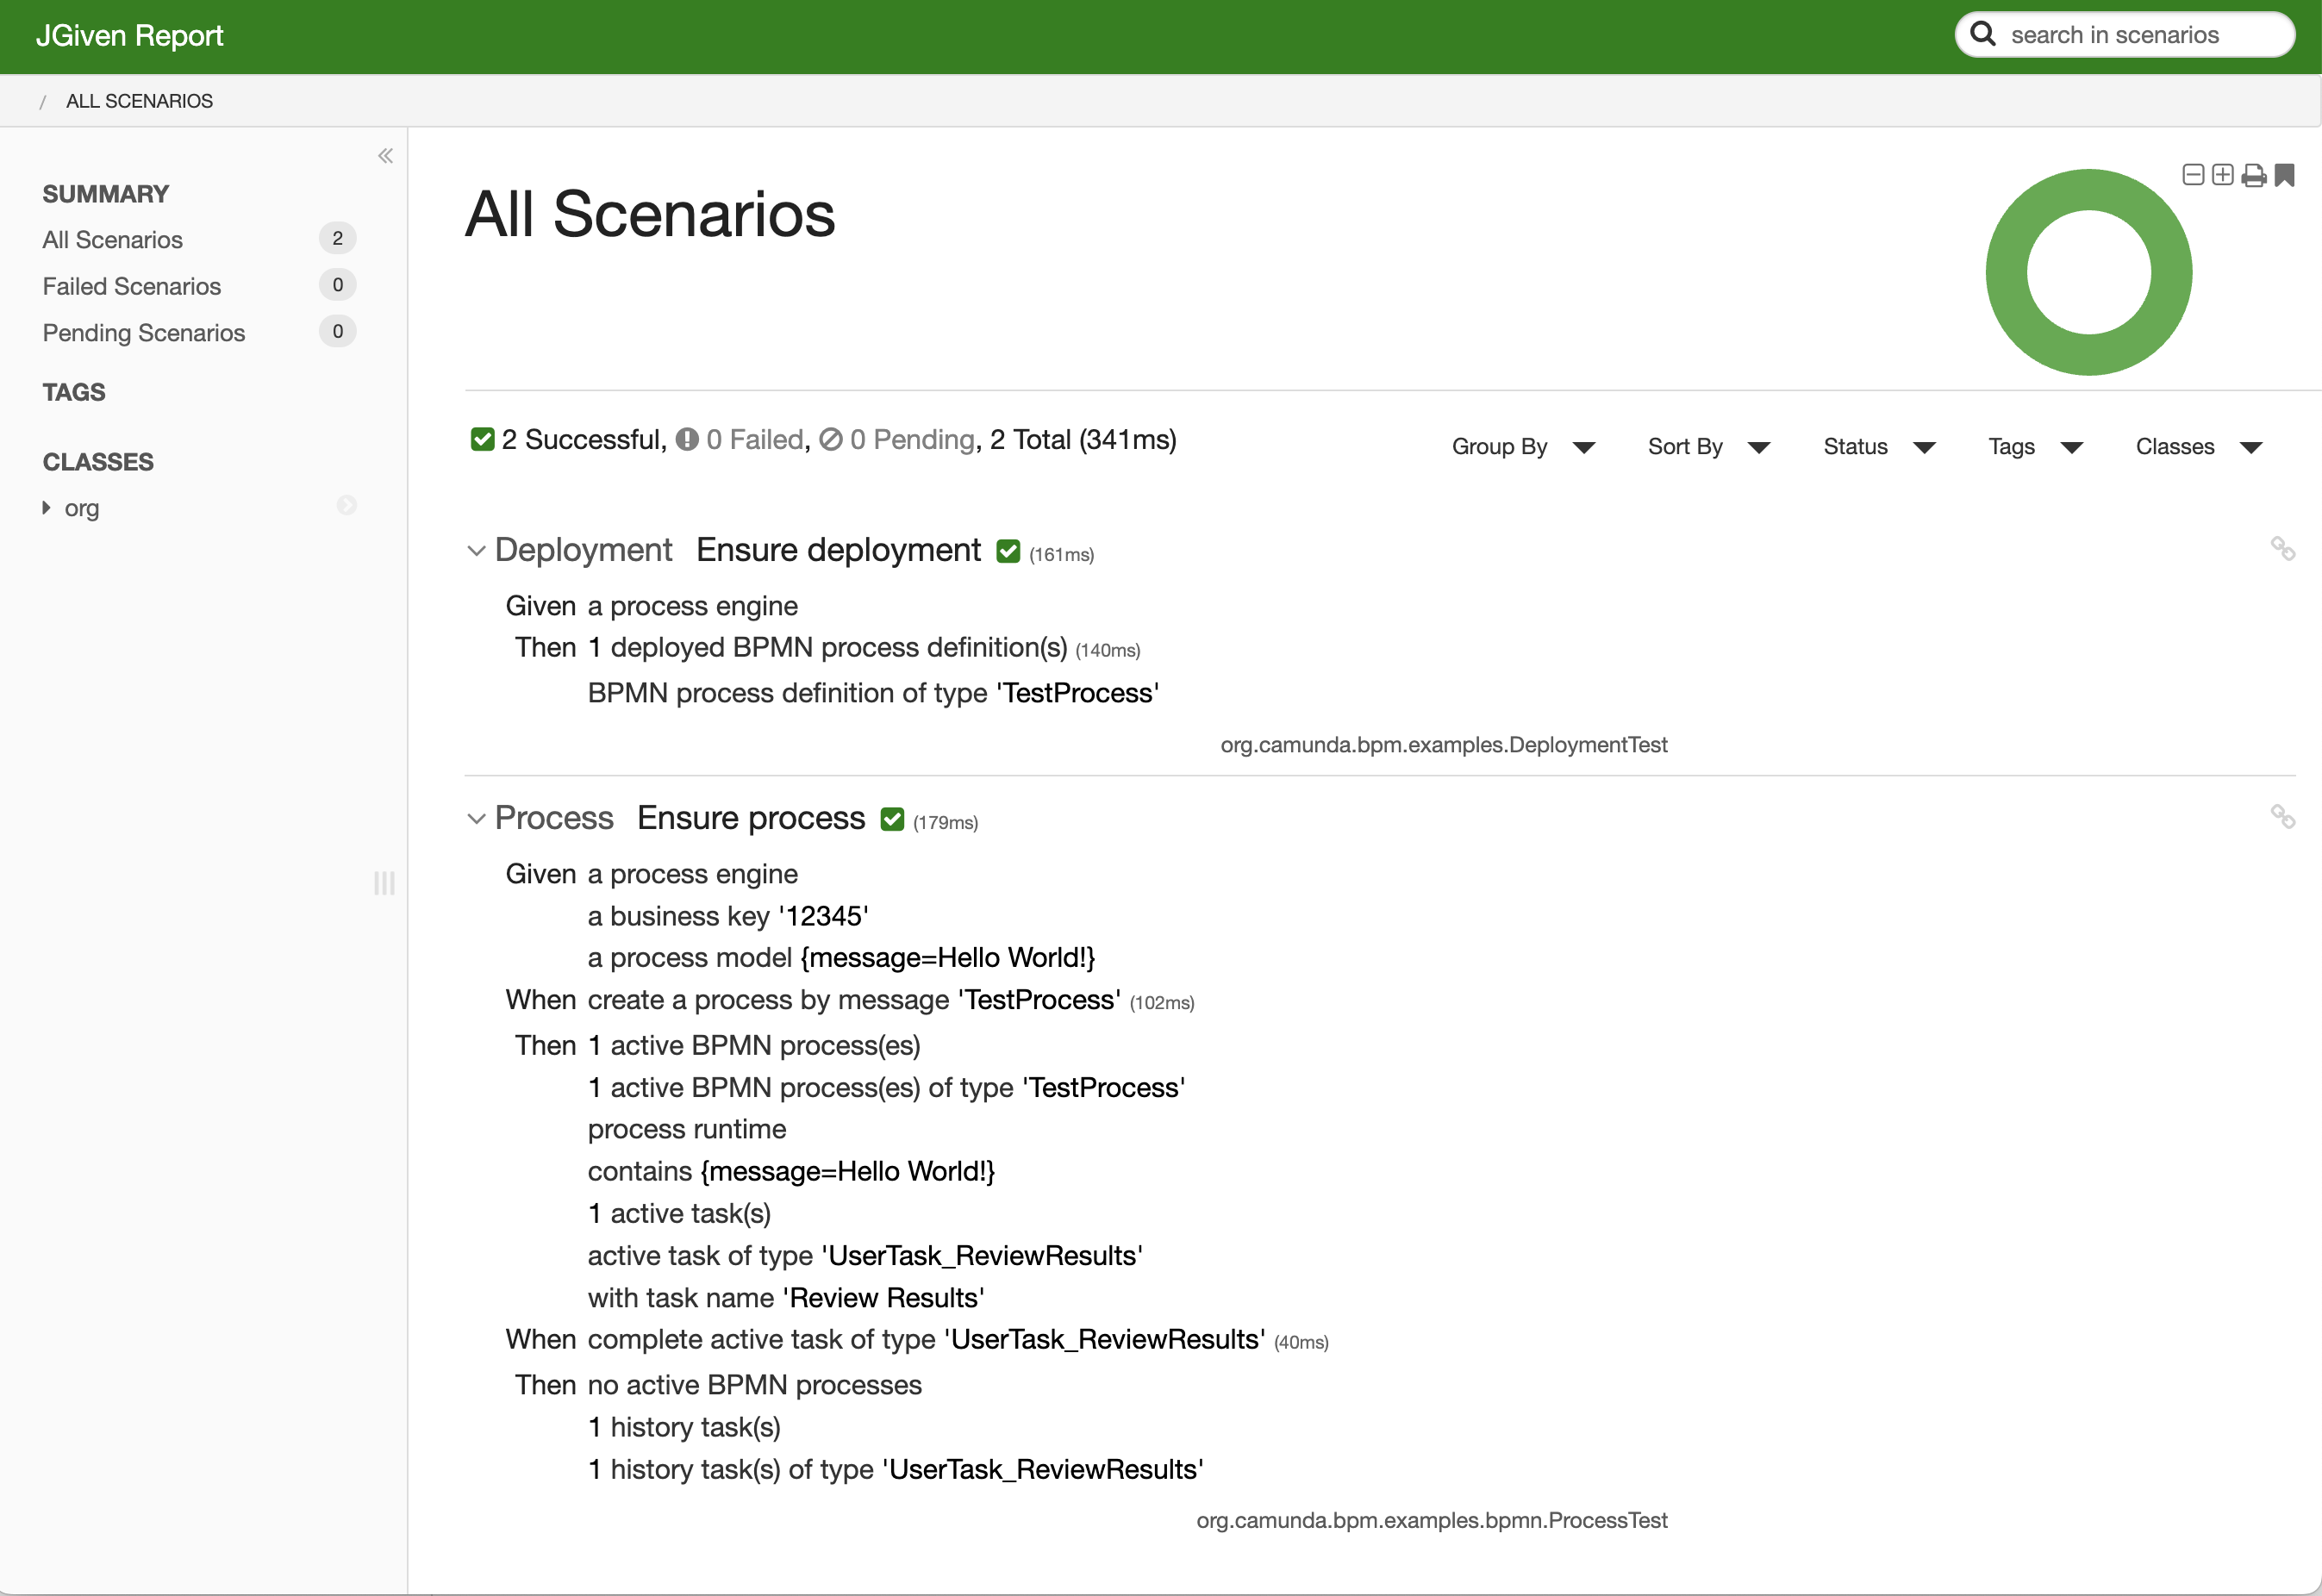 JGiven Report
search in scenarios
/ ALL SCENARIOS
SUMMARY
All Scenarios 2
Failed Scenarios 0
Pending Scenarios 0
TAGS
CLASSES
org
All Scenarios
2 Successful, 0 Failed, 0 Pending, 2 Total (341ms)
Group By Sort By Status Tags Classes
Deployment Ensure deployment (161ms)
Given a process engine
Then 1 deployed BPMN process definition(s) (140ms)
BPMN process definition of type 'TestProcess'
org.camunda.bpm.examples.DeploymentTest
Process Ensure process (179ms)
Given a process engine
a business key '12345'
a process model {message=Hello World!}
When create a process by message 'TestProcess' (102ms)
Then 1 active BPMN process(es)
1 active BPMN process(es) of type 'TestProcess'
process runtime
contains {message=Hello World!}
1 active task(s)
active task of type 'UserTask_ReviewResults'
with task name 'Review Results'
When complete active task of type 'UserTask_ReviewResults' (40ms)
Then no active BPMN processes
1 history task(s)
1 history task(s) of type 'UserTask_ReviewResults'
org.camunda.bpm.examples.bpmn.ProcessTest